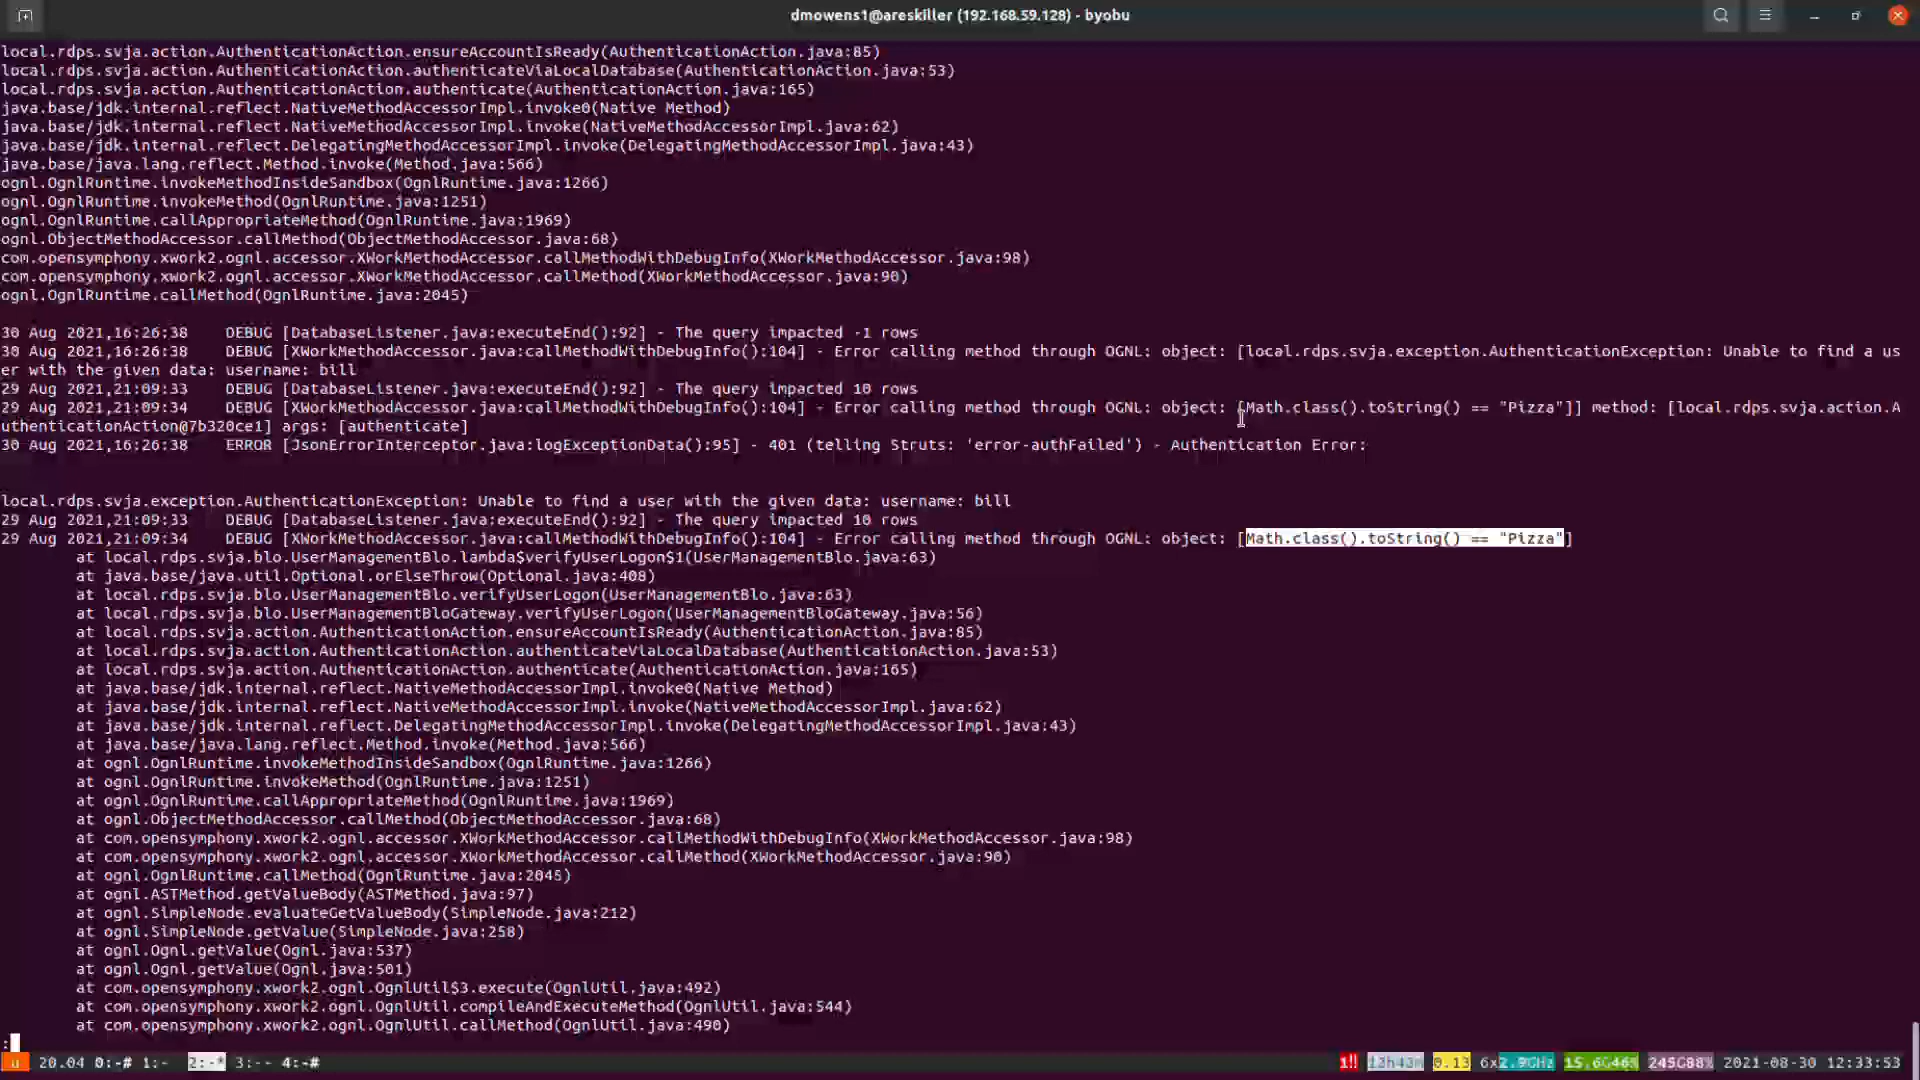 dmowens1@areskiller (192.168.59.128) - byobu
local.rdps.svja.action.AuthenticationAction.ensureAccountIsReady(AuthenticationAction.java:85)
local.rdps.svja.action.AuthenticationAction.authenticateViaLocalDatabase(AuthenticationAction.java:53)
local.rdps.svja.action.AuthenticationAction.authenticate(AuthenticationAction.java:165)
java.base/jdk.internal.reflect.NativeMethodAccessorImpl.invoke0(Native Method)
java.base/jdk.internal.reflect.NativeMethodAccessorImpl.invoke(NativeMethodAccessorImpl.java:62)
java.base/jdk.internal.reflect.DelegatingMethodAccessorImpl.invoke(DelegatingMethodAccessorImpl.java:43)
java.base/java.lang.reflect.Method.invoke(Method.java:566)
ognl.OgnlRuntime.invokeMethodInsideSandbox(OgnlRuntime.java:1266)
ognl.OgnlRuntime.invokeMethod(OgnlRuntime.java:1251)
ognl.OgnlRuntime.callAppropriateMethod(OgnlRuntime.java:1969)
ognl.ObjectMethodAccessor.callMethod(ObjectMethodAccessor.java:68)
com.opensymphony.xwork2.ognl.accessor.XWorkMethodAccessor.callMethodWithDebugInfo(XWorkMethodAccessor.java:98)
com.opensymphony.xwork2.ognl.accessor.XWorkMethodAccessor.callMethod(XWorkMethodAccessor.java:90)
ognl.OgnlRuntime.callMethod(OgnlRuntime.java:2045)
30 Aug 2021,16:26:38 DEBUG [DatabaseListener.java:executeEnd():92] - The query impacted -1 rows
30 Aug 2021,16:26:38 DEBUG [XWorkMethodAccessor.java:callMethodWithDebugInfo():104] - Error calling method through OGNL: object: [local.rdps.svja.exception.AuthenticationException: Unable to find a us
er with the given data: username: bill
29 Aug 2021,21:09:33 DEBUG [DatabaseListener.java:executeEnd():92] - The query impacted 10 rows
29 Aug 2021,21:09:34 DEBUG [XWorkMethodAccessor.java:callMethodWithDebugInfo():104] - Error calling method through OGNL: object: [Math.class().toString() == "Pizza"]] method: [local.rdps.svja.action.A
uthenticationAction@7b320ce1] args: [authenticate]
30 Aug 2021,16:26:38 ERROR [JsonErrorInterceptor.java:logExceptionData():95] - 401 (telling Struts: 'error-authFailed') - Authentication Error:
local.rdps.svja.exception.AuthenticationException: Unable to find a user with the given data: username: bill
29 Aug 2021,21:09:33 DEBUG [DatabaseListener.java:executeEnd():92] - The query impacted 10 rows
29 Aug 2021,21:09:34 DEBUG [XWorkMethodAccessor.java:callMethodWithDebugInfo():104] - Error calling method through OGNL: object: [Math.class().toString() == "Pizza"]
at local.rdps.svja.blo.UserManagementBlo.lambda$verifyUserLogon$1(UserManagementBlo.java:63)
at java.base/java.util.Optional.orElseThrow(Optional.java:408)
at local.rdps.svja.blo.UserManagementBlo.verifyUserLogon(UserManagementBlo.java:63)
at local.rdps.svja.blo.UserManagementBloGateway.verifyUserLogon(UserManagementBloGateway.java:56)
at local.rdps.svja.action.AuthenticationAction.ensureAccountIsReady(AuthenticationAction.java:85)
at local.rdps.svja.action.AuthenticationAction.authenticateViaLocalDatabase(AuthenticationAction.java:53)
at local.rdps.svja.action.AuthenticationAction.authenticate(AuthenticationAction.java:165)
at java.base/jdk.internal.reflect.NativeMethodAccessorImpl.invoke0(Native Method)
at java.base/jdk.internal.reflect.NativeMethodAccessorImpl.invoke(NativeMethodAccessorImpl.java:62)
at java.base/jdk.internal.reflect.DelegatingMethodAccessorImpl.invoke(DelegatingMethodAccessorImpl.java:43)
at java.base/java.lang.reflect.Method.invoke(Method.java:566)
at ognl.OgnlRuntime.invokeMethodInsideSandbox(OgnlRuntime.java:1266)
at ognl.OgnlRuntime.invokeMethod(OgnlRuntime.java:1251)
at ognl.OgnlRuntime.callAppropriateMethod(OgnlRuntime.java:1969)
at ognl.ObjectMethodAccessor.callMethod(ObjectMethodAccessor.java:68)
at com.opensymphony.xwork2.ognl.accessor.XWorkMethodAccessor.callMethodWithDebugInfo(XWorkMethodAccessor.java:98)
at com.opensymphony.xwork2.ognl.accessor.XWorkMethodAccessor.callMethod(XWorkMethodAccessor.java:90)
at ognl.OgnlRuntime.callMethod(OgnlRuntime.java:2045)
at ognl.ASTMethod.getValueBody(ASTMethod.java:97)
at ognl.SimpleNode.evaluateGetValueBody(SimpleNode.java:212)
at ognl.SimpleNode.getValue(SimpleNode.java:258)
at ognl.Ognl.getValue(Ognl.java:537)
at ognl.Ognl.getValue(Ognl.java:501)
at com.opensymphony.xwork2.ognl.OgnlUtil$3.execute(OgnlUtil.java:492)
at com.opensymphony.xwork2.ognl.OgnlUtil.compileAndExecuteMethod(OgnlUtil.java:544)
at com.opensymphony.xwork2.ognl.OgnlUtil.callMethod(OgnlUtil.java:490)
:
u 20.04 0:-# 1:- 2:-* 3:-- 4:-# 1!! 12h43m 0.13 6x2.9GHz 15.6G46% 245G88% 2021-08-30 12:33:53